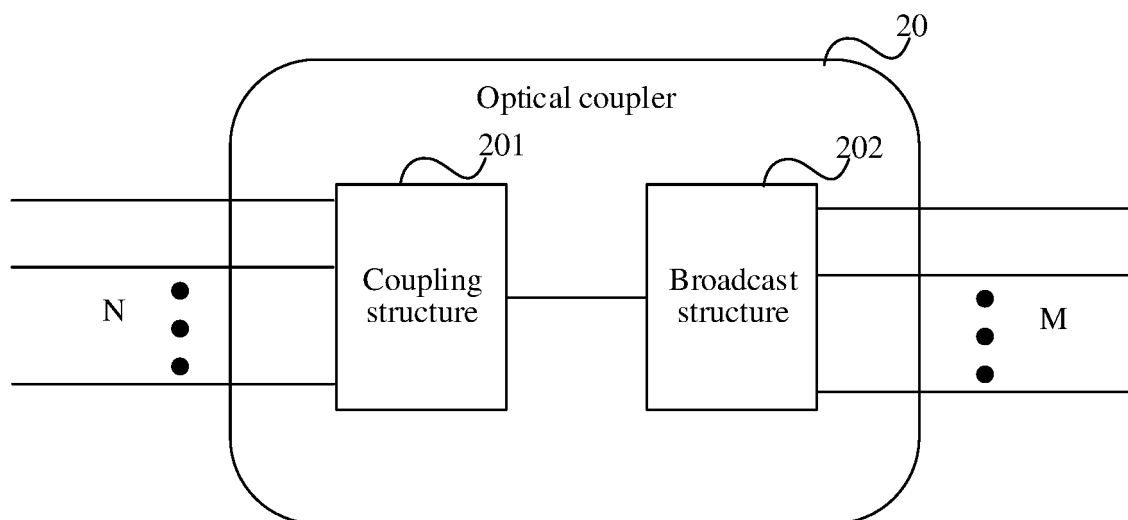 20
Optical coupler
201
202
Coupling
structure
Broadcast
structure
N
M